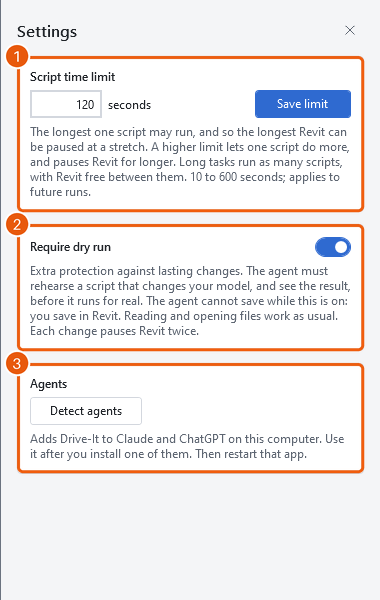 Settings
1
Script time limit
120 seconds Save limit
The longest one script may run, and so the longest Revit can
be paused at a stretch. A higher limit lets one script do more,
and pauses Revit for longer. Long tasks run as many scripts,
with Revit free between them. 10 to 600 seconds; applies to
future runs.
2
Require dry run
Extra protection against lasting changes. The agent must
rehearse a script that changes your model, and see the result,
before it runs for real. The agent cannot save while this is on:
you save in Revit. Reading and opening files work as usual.
Each change pauses Revit twice.
3
Agents
Detect agents
Adds Drive-It to Claude and ChatGPT on this computer. Use
it after you install one of them. Then restart that app.